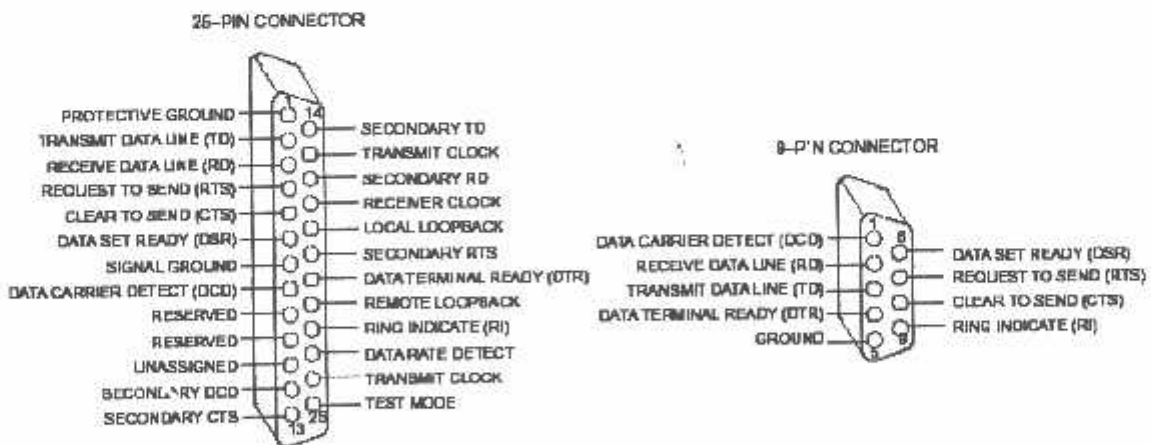 25-PIN CONNECTOR
1
14
PROTECTIVE GROUND
TRANSMIT DATA LINE (TD)
RECEIVE DATA LINE (RD)
REQUEST TO SEND (RTS)
CLEAR TO SEND (CTS)
DATA SET READY (DSR)
SIGNAL GROUND
DATA CARRIER DETECT (DCD)
RESERVED
RESERVED
UNASSIGNED
SECONDARY DCD
SECONDARY CTS
13
25
SECONDARY TD
TRANSMIT CLOCK
SECONDARY RD
RECEIVER CLOCK
LOCAL LOOPBACK
SECONDARY RTS
DATA TERMINAL READY (DTR)
REMOTE LOOPBACK
RING INDICATE (RI)
DATA RATE DETECT
TRANSMIT CLOCK
TEST MODE
9-PIN CONNECTOR
1
6
DATA CARRIER DETECT (DCD)
RECEIVE DATA LINE (RD)
TRANSMIT DATA LINE (TD)
DATA TERMINAL READY (DTR)
GROUND
5
9
DATA SET READY (DSR)
REQUEST TO SEND (RTS)
CLEAR TO SEND (CTS)
RING INDICATE (RI)